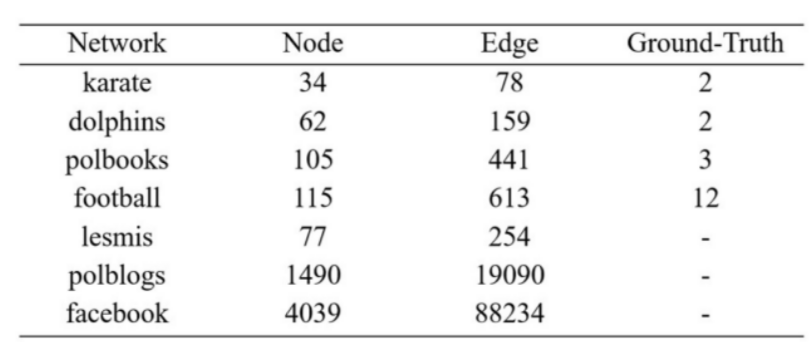 Network Node Edge Ground-Truth
karate 34 78 2
dolphins 62 159 2
polbooks 105 441 3
football 115 613 12
lesmis 77 254 -
polblogs 1490 19090 -
facebook 4039 88234 -